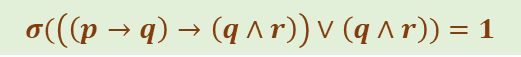 σ(((p → q) → (q ∧ r)) ∨ (q ∧ r)) = 1